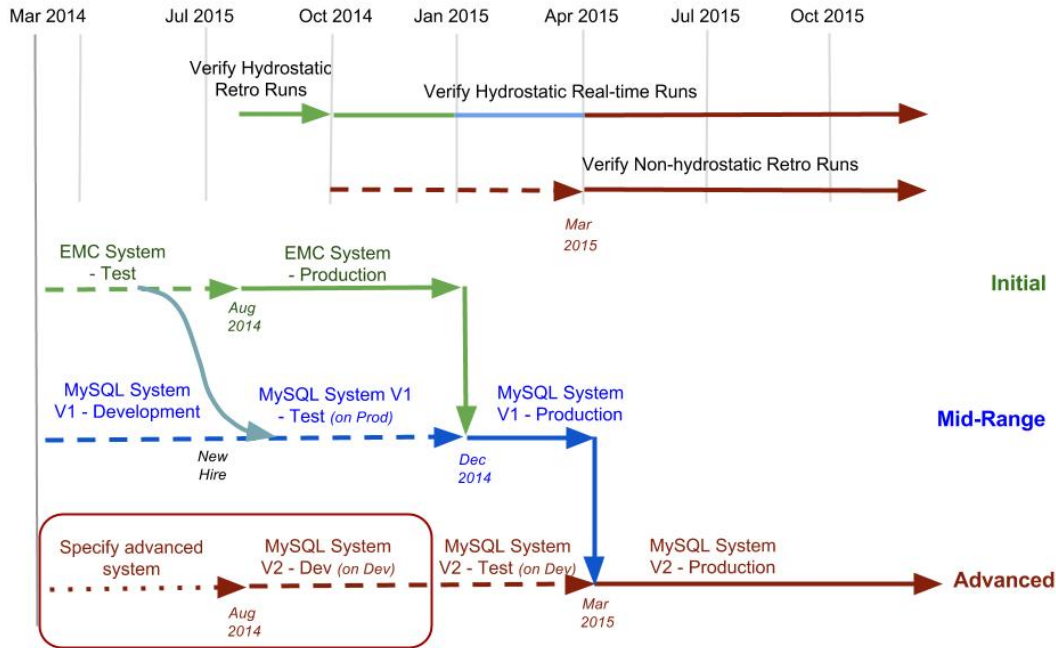 Mar 2014 Jul 2015 Oct 2014 Jan 2015 Apr 2015 Jul 2015 Oct 2015
Verify Hydrostatic
Retro Runs
Verify Hydrostatic Real-time Runs
Verify Non-hydrostatic Retro Runs
Mar
2015
EMC System
- Test
EMC System
- Production
Initial
Aug
2014
MySQL System
V1 - Development
MySQL System V1
- Test (on Prod)
MySQL System
V1 - Production
Mid-Range
New
Hire
Dec
2014
Specify advanced
system
MySQL System
V2 - Dev (on Dev)
MySQL System
V2 - Test (on Dev)
MySQL System
V2 - Production
Advanced
Aug
2014
Mar
2015